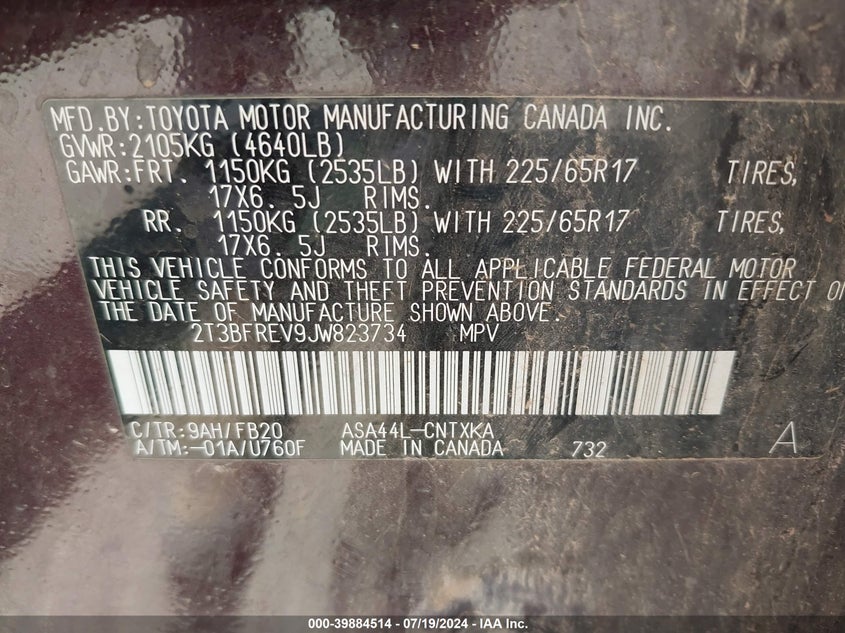 MFD.BY:TOYOTA MOTOR MANUFACTURING CANADA INC.
GVWR:2105KG (4640LB)
GAWR:FRT. 1150KG (2535LB) WITH 225/65R17 TIRES,
17X6. 5J RIMS.
RR. 1150KG (2535LB) WITH 225/65R17 TIRES,
17X6. 5J RIMS.
THIS VEHICLE CONFORMS TO ALL APPLICABLE FEDERAL MOTOR
VEHICLE SAFETY AND THEFT PREVENTION STANDARDS IN EFFECT ON
THE DATE OF MANUFACTURE SHOWN ABOVE.
2T3BFREV9JW823734 MPV
C/TR:9AH/FB20 ASA44L-CNTXKA
A/TM:-01A/U760F MADE IN CANADA 732 A
000-39884514 - 07/19/2024 - IAA Inc.